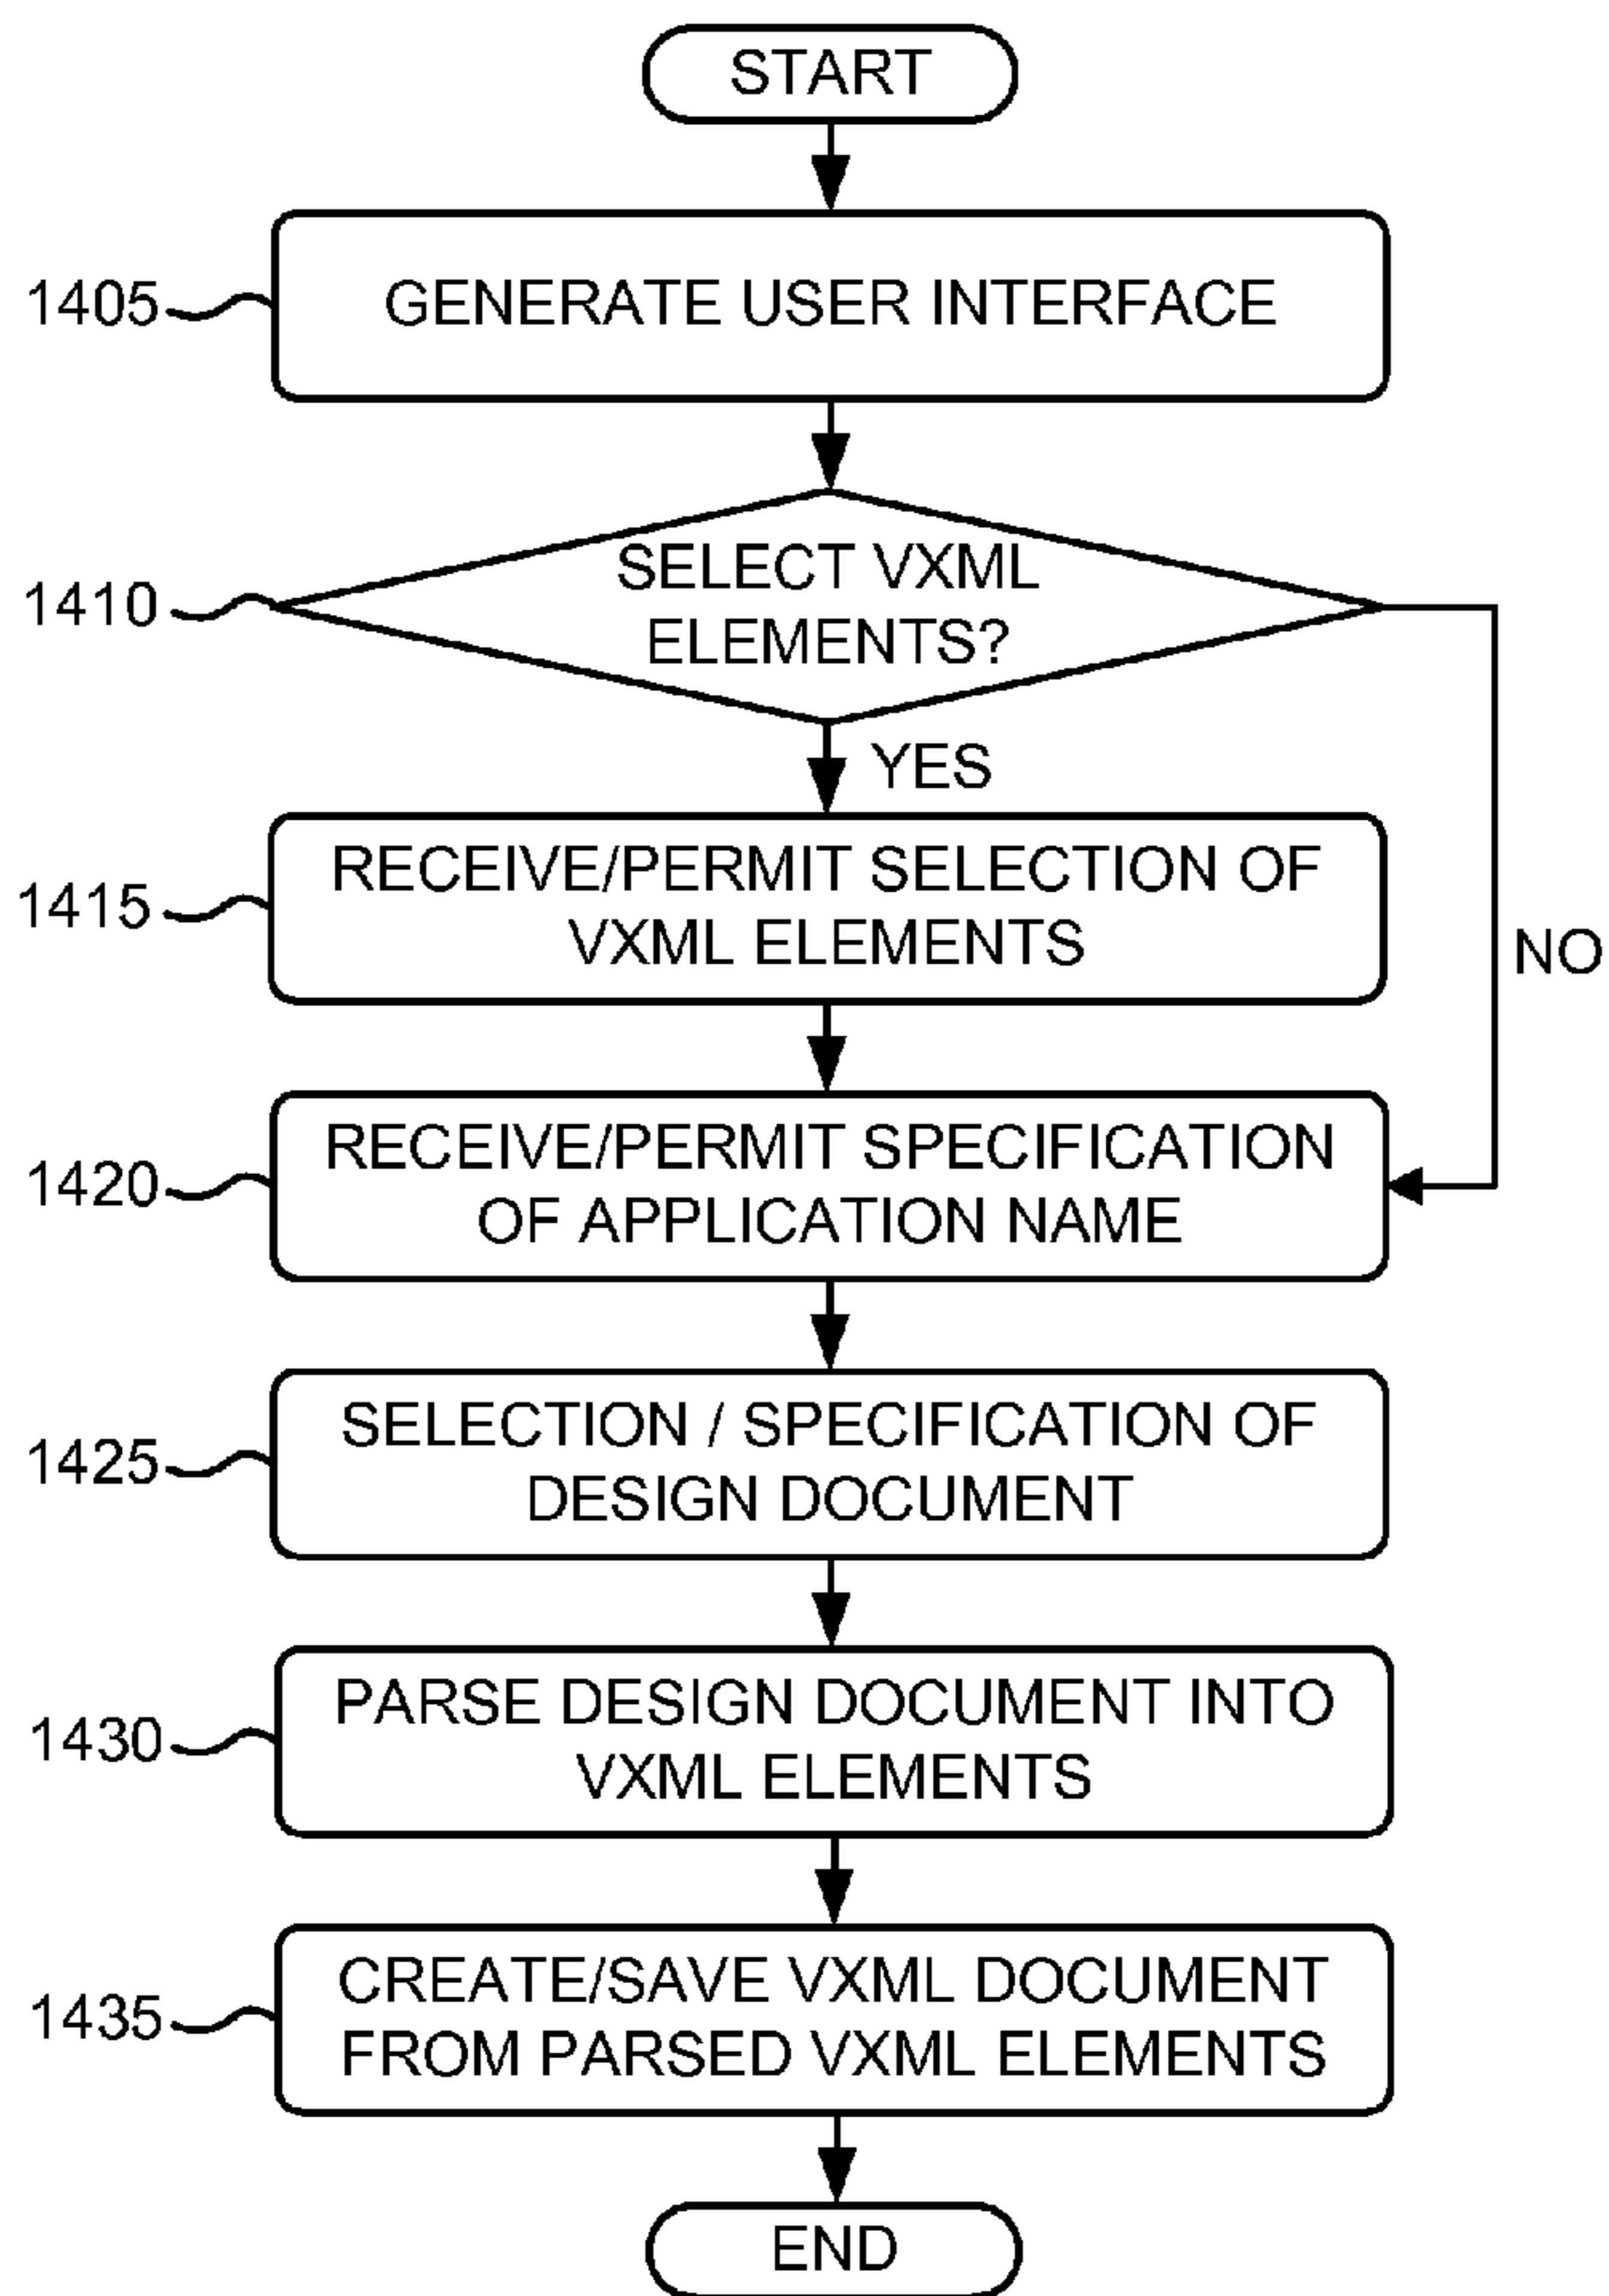 START
1405
GENERATE USER INTERFACE
1410
SELECT VXML
ELEMENTS?
YES
1415
RECEIVE/PERMIT SELECTION OF
VXML ELEMENTS
NO
1420
RECEIVE/PERMIT SPECIFICATION
OF APPLICATION NAME
1425
SELECTION / SPECIFICATION OF
DESIGN DOCUMENT
1430
PARSE DESIGN DOCUMENT INTO
VXML ELEMENTS
1435
CREATE/SAVE VXML DOCUMENT
FROM PARSED VXML ELEMENTS
END